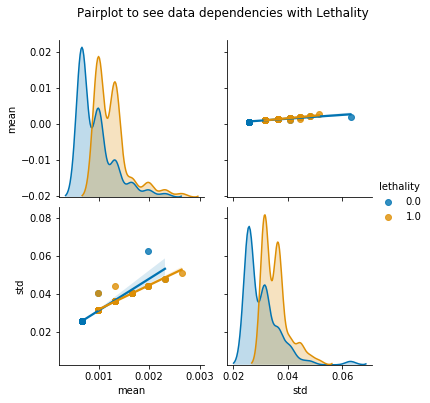 Pairplot to see data dependencies with Lethality
0.02
0.01
0.00
−0.01
−0.02
mean
lethality
0.0
1.0
0.08
0.06
0.04
0.02
std
0.001
0.002
0.003
0.02
0.04
0.06
mean
std